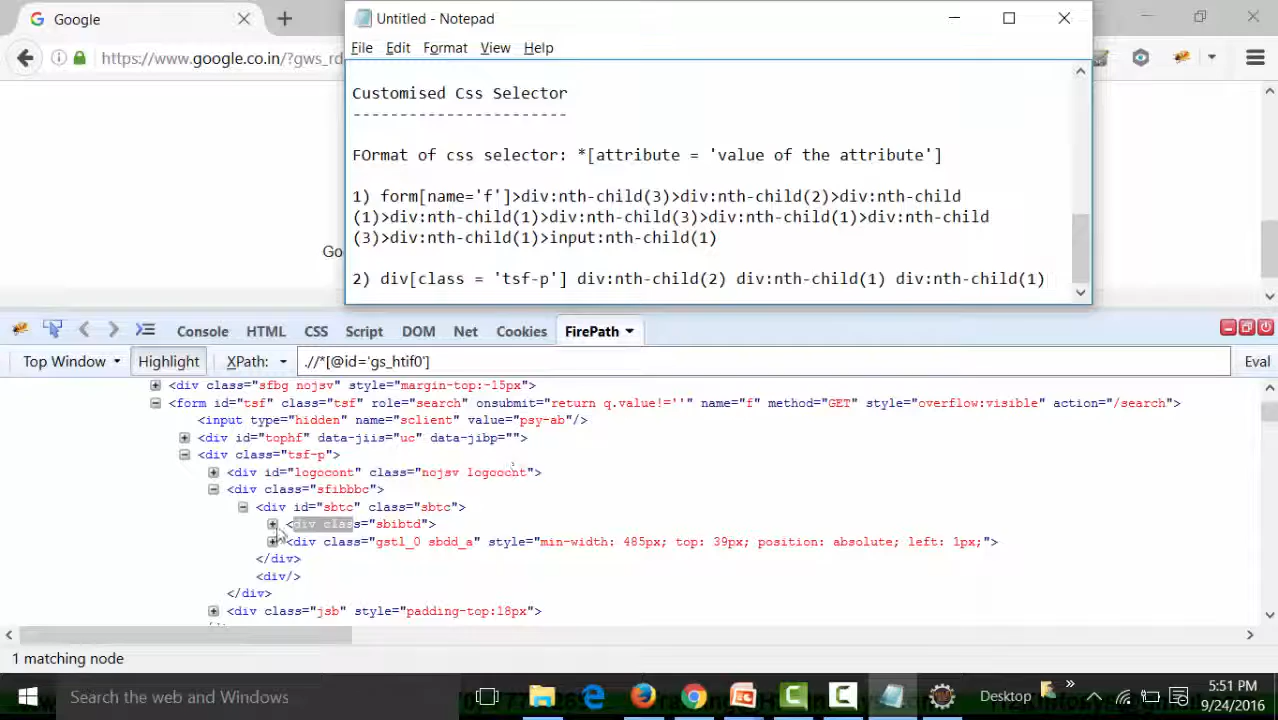 Google
Untitled - Notepad
https://www.google.co.in/?gws_rd
File Edit Format View Help
Customised Css Selector
-----------------------
FOrmat of css selector: *[attribute = 'value of the attribute']
1) form[name='f']>div:nth-child(3)>div:nth-child(2)>div:nth-child
(1)>div:nth-child(1)>div:nth-child(3)>div:nth-child(1)>div:nth-child
(3)>div:nth-child(1)>input:nth-child(1)
Go
2) div[class = 'tsf-p'] div:nth-child(2) div:nth-child(1) div:nth-child(1)
Console HTML CSS Script DOM Net Cookies FirePath
Top Window Highlight XPath: .//*[@id='gs_htif0'] Eval
<div class="sfbg nojsv" style="margin-top:-15px">
<form id="tsf" class="tsf" role="search" onsubmit="return q.value!=''" name="f" method="GET" style="overflow:visible" action="/search">
<input type="hidden" name="sclient" value="psy-ab"/>
<div id="tophf" data-jiis="uc" data-jibp="">
<div class="tsf-p">
<div id="logocont" class="nojsv logocont">
<div class="sfibbbc">
<div id="sbtc" class="sbtc">
<div class="sbibtd">
<div class="gstl_0 sbdd_a" style="min-width: 485px; top: 39px; position: absolute; left: 1px;">
</div>
<div/>
</div>
<div class="jsb" style="padding-top:18px">
1 matching node
Search the web and Windows
Desktop
5:51 PM
9/24/2016